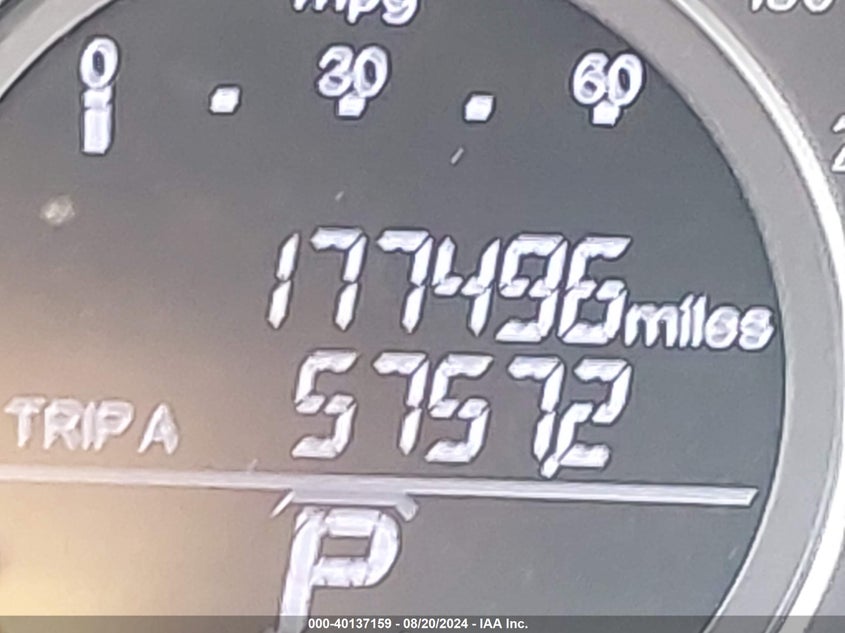 mpg
0 30 60
177496 miles
TRIP A 5757.2
P
000-40137159 - 08/20/2024 - IAA Inc.